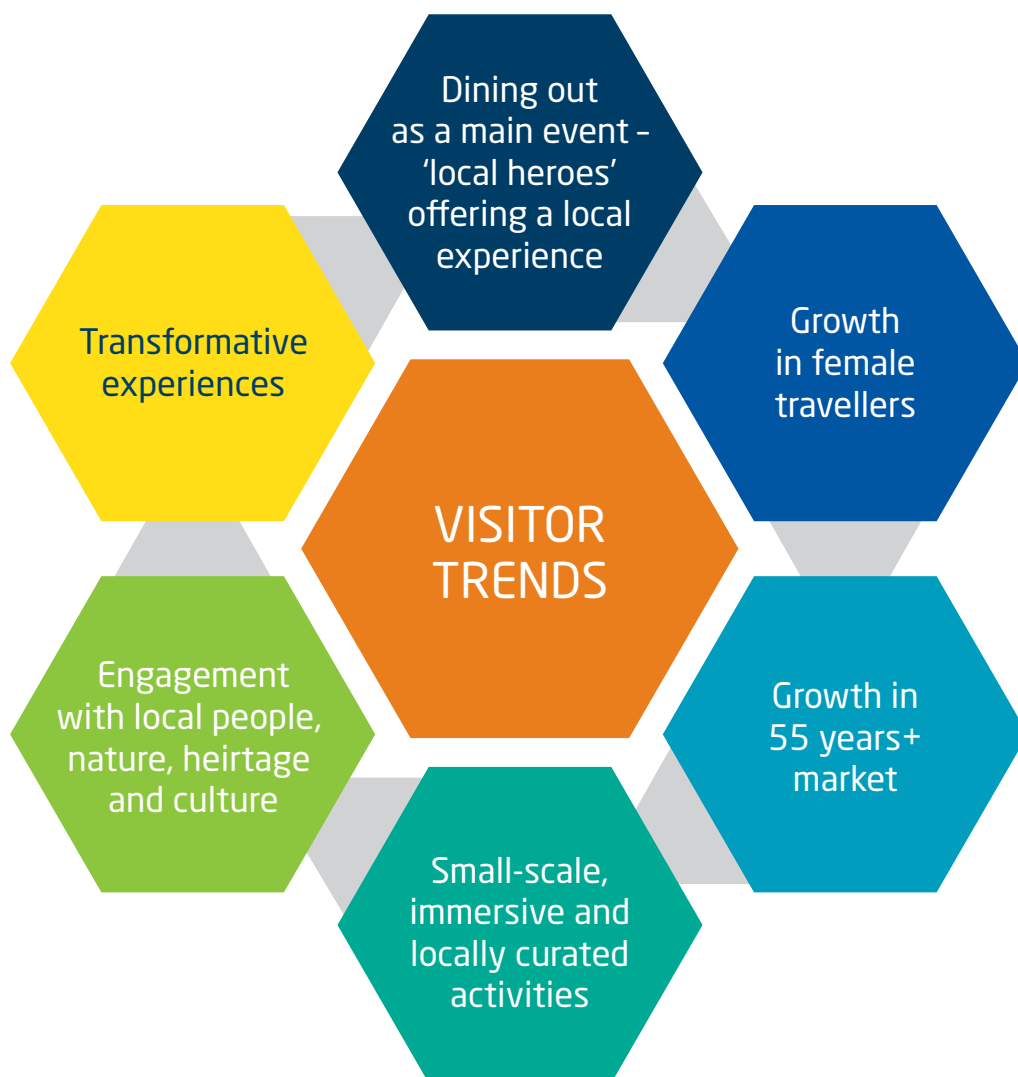 Dining out
as a main event –
‘local heroes’
offering a local
experience
Growth
in female
travellers
Growth in
55 years+
market
Small-scale,
immersive and
locally curated
activities
Engagement
with local people,
nature, heirtage
and culture
Transformative
experiences
VISITOR
TRENDS